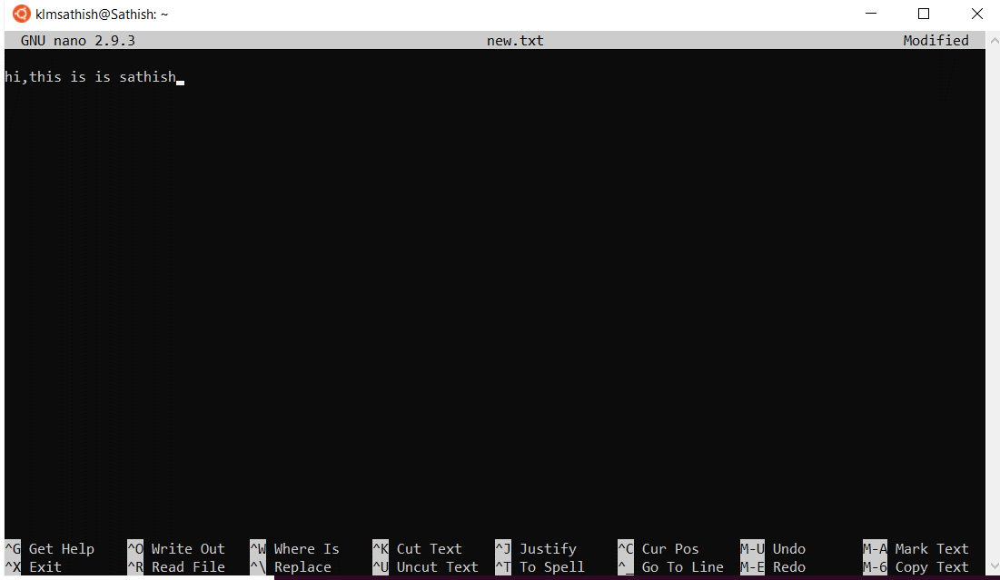 klmsathish@Sathish: ~
GNU nano 2.9.3 new.txt Modified
hi,this is is sathish
^G Get Help ^O Write Out ^W Where Is ^K Cut Text ^J Justify ^C Cur Pos M-U Undo M-A Mark Text
^X Exit ^R Read File ^\ Replace ^U Uncut Text ^T To Spell ^_ Go To Line M-E Redo M-6 Copy Text